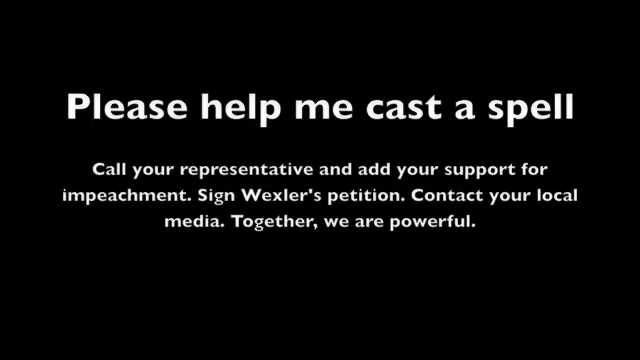 Please help me cast a spell
Call your representative and add your support for
impeachment. Sign Wexler's petition. Contact your local
media. Together, we are powerful.